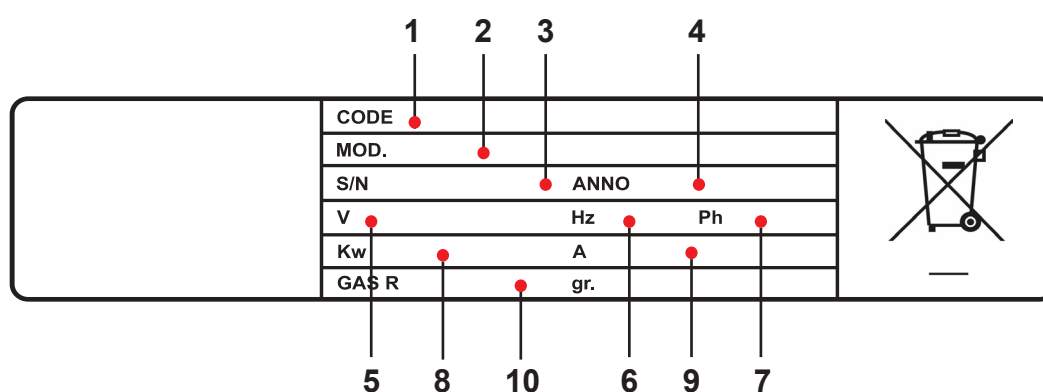 1 2 3 4
CODE
MOD.
S/N ANNO
V Hz Ph
Kw A
GAS R gr.
5 8 10 6 9 7